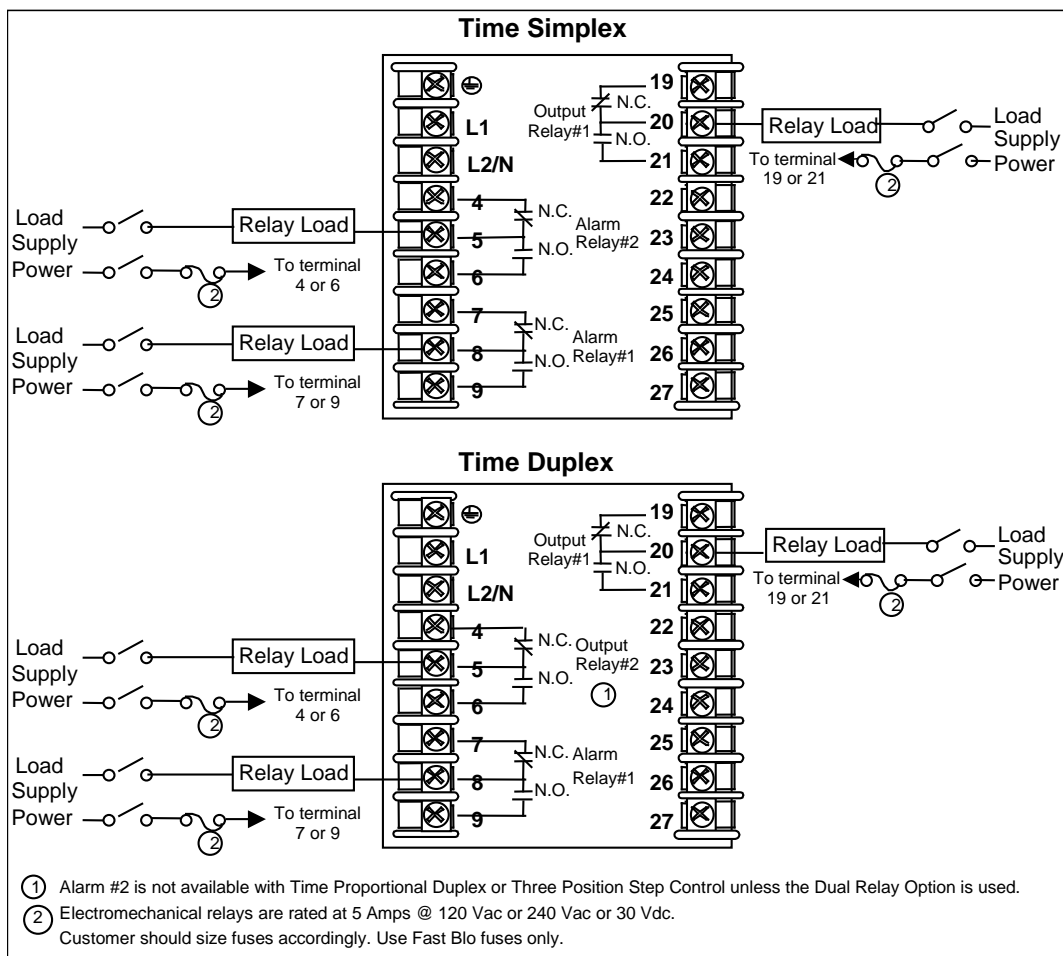 Time Simplex
L1
L2/N
4
5
6
7
8
9
N.C.
N.O.
Alarm
Relay#2
N.C.
N.O.
Alarm
Relay#1
Output
Relay#1
N.C.
N.O.
19
20
21
22
23
24
25
26
27
Relay Load
Load
Supply
Power
To terminal
19 or 21
2
Load
Supply
Power
Relay Load
2
To terminal
4 or 6
Load
Supply
Power
Relay Load
2
To terminal
7 or 9
Time Duplex
L1
L2/N
4
5
6
7
8
9
N.C.
N.O.
Output
Relay#2
1
N.C.
N.O.
Alarm
Relay#1
Output
Relay#1
N.C.
N.O.
19
20
21
22
23
24
25
26
27
Relay Load
Load
Supply
Power
To terminal
19 or 21
2
Load
Supply
Power
Relay Load
2
To terminal
4 or 6
Load
Supply
Power
Relay Load
2
To terminal
7 or 9
1 Alarm #2 is not available with Time Proportional Duplex or Three Position Step Control unless the Dual Relay Option is used.
2 Electromechanical relays are rated at 5 Amps @ 120 Vac or 240 Vac or 30 Vdc.
Customer should size fuses accordingly. Use Fast Blo fuses only.